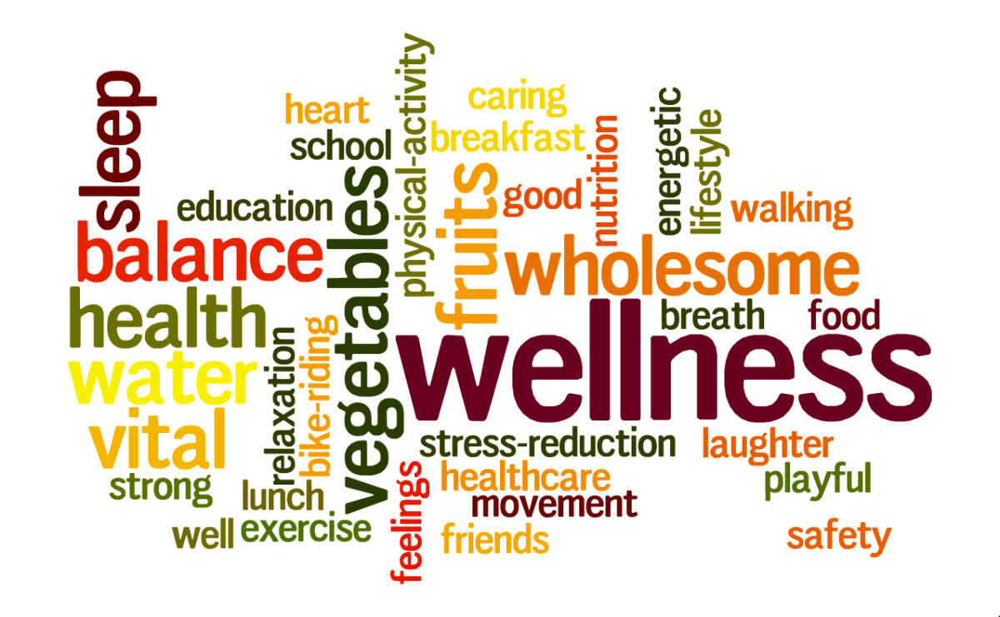 sleep
heart
school
education
balance
health
water
vital
strong
well
lunch
exercise
relaxation
bike-riding
vegetables
physical-activity
caring
breakfast
fruits
good
nutrition
energetic
lifestyle
walking
wholesome
breath
food
wellness
stress-reduction
laughter
healthcare
movement
playful
feelings
friends
safety